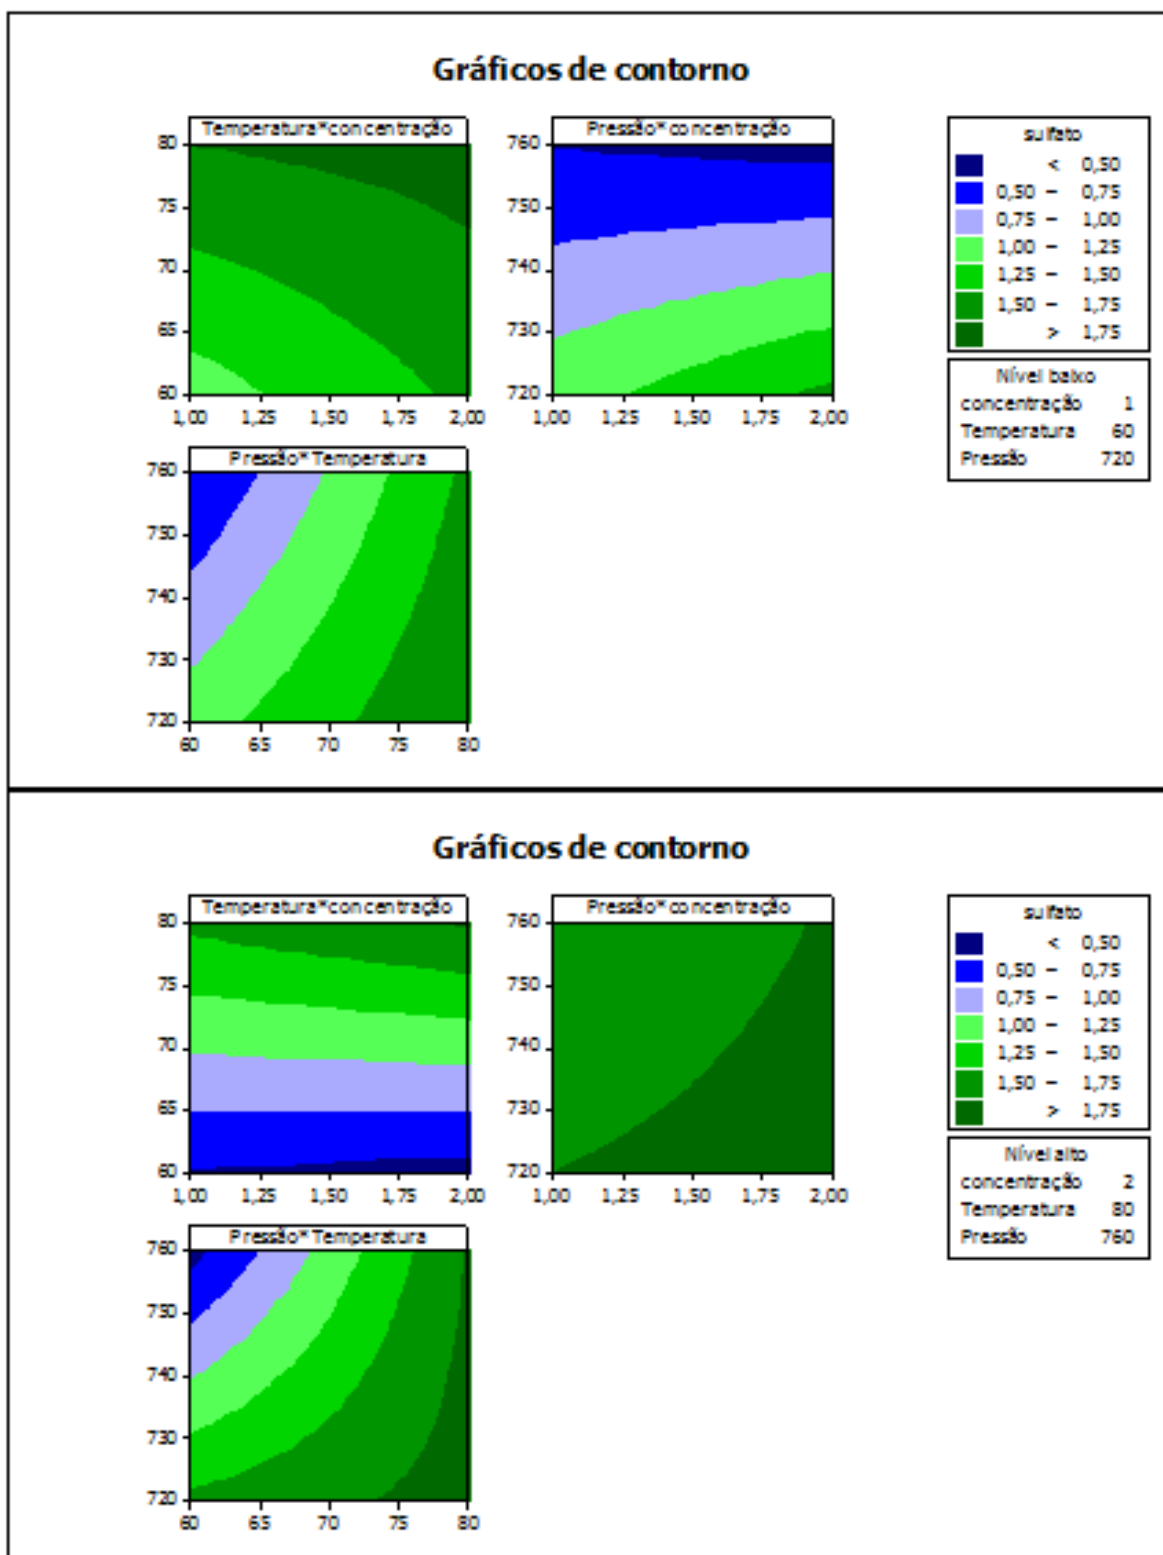 Gráficos de contorno
Temperatura*concentração
80
75
70
65
60
1,00 1,25 1,50 1,75 2,00
Pressão*concentração
760
750
740
730
720
1,00 1,25 1,50 1,75 2,00
Pressão*Temperatura
760
750
740
730
720
60 65 70 75 80
sulfato
< 0,50
0,50 – 0,75
0,75 – 1,00
1,00 – 1,25
1,25 – 1,50
1,50 – 1,75
> 1,75
Nível baixo
concentração 1
Temperatura 60
Pressão 720
Gráficos de contorno
Temperatura*concentração
80
75
70
65
60
1,00 1,25 1,50 1,75 2,00
Pressão*concentração
760
750
740
730
720
1,00 1,25 1,50 1,75 2,00
Pressão*Temperatura
760
750
740
730
720
60 65 70 75 80
sulfato
< 0,50
0,50 – 0,75
0,75 – 1,00
1,00 – 1,25
1,25 – 1,50
1,50 – 1,75
> 1,75
Nível alto
concentração 2
Temperatura 80
Pressão 760